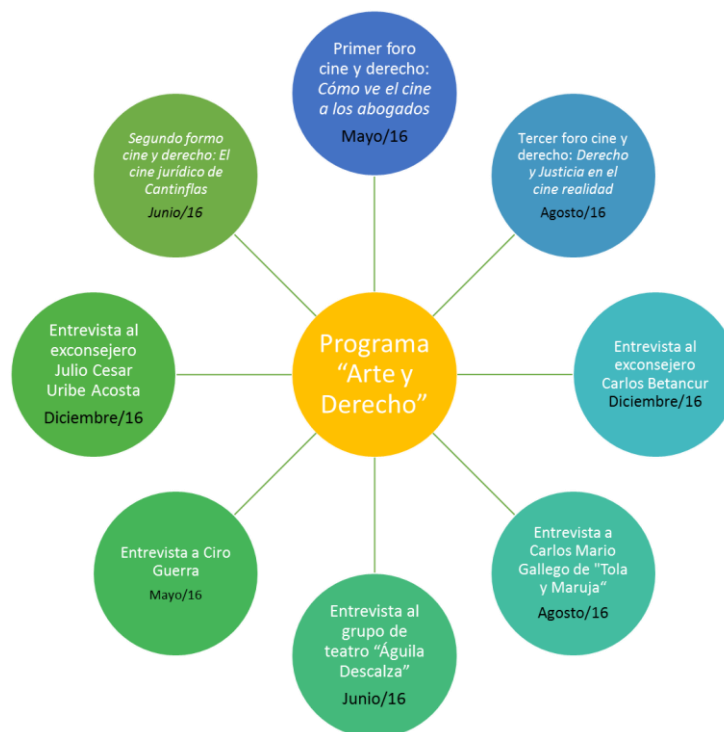 Primer foro
cine y derecho:
Cómo ve el cine
a los abogados
Mayo/16
Tercer foro cine
y derecho: Derecho
y Justicia en el
cine realidad
Agosto/16
Entrevista al
exconsejero
Carlos Betancur
Diciembre/16
Entrevista a
Carlos Mario
Gallego de "Tola
y Maruja“
Agosto/16
Entrevista al
grupo de
teatro “Águila
Descalza”
Junio/16
Entrevista a Ciro
Guerra
Mayo/16
Entrevista al
exconsejero
Julio Cesar
Uribe Acosta
Diciembre/16
Segundo formo
cine y derecho: El
cine jurídico de
Cantinflas
Junio/16
Programa
“Arte y
Derecho”